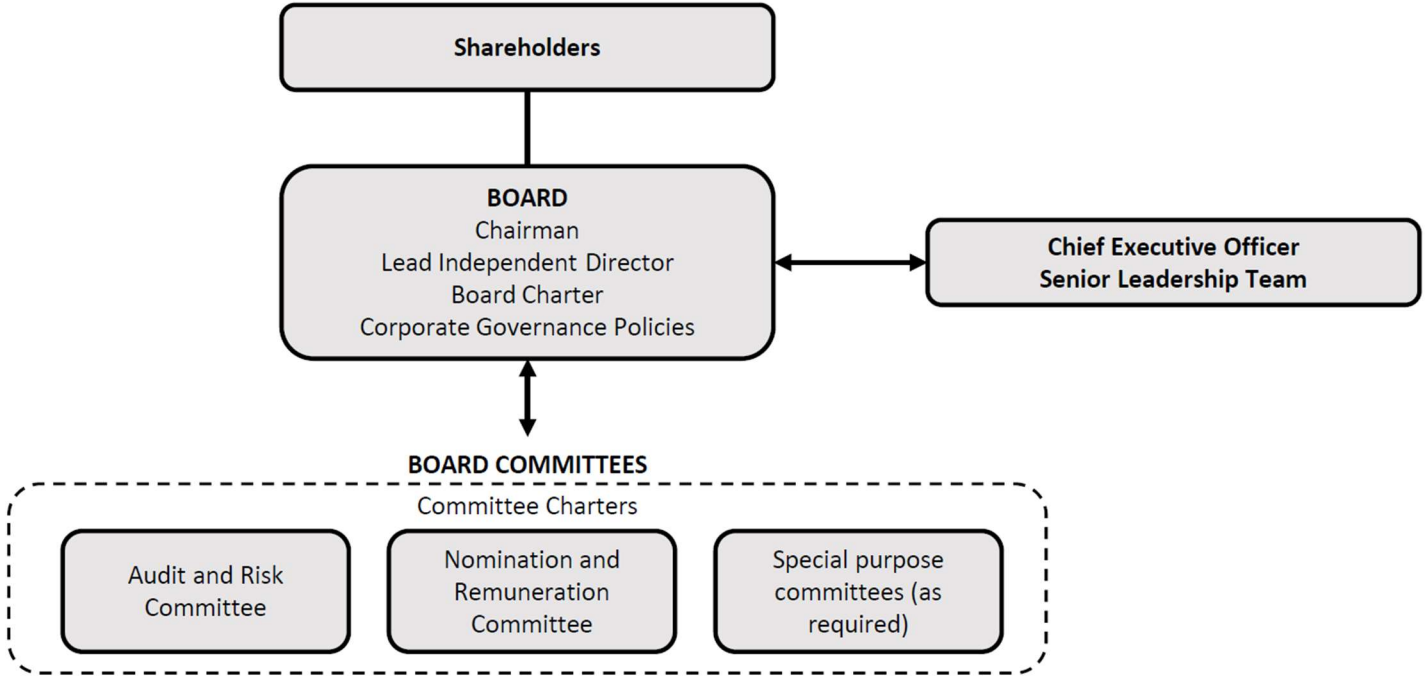 Shareholders
BOARD
Chairman
Lead Independent Director
Board Charter
Corporate Governance Policies
Chief Executive Officer
Senior Leadership Team
BOARD COMMITTEES
Committee Charters
Audit and Risk
Committee
Nomination and
Remuneration
Committee
Special purpose
committees (as
required)